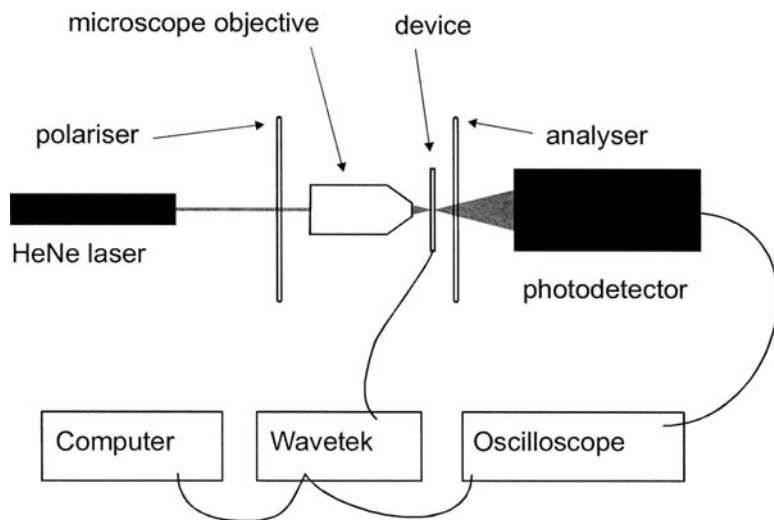 microscope objective
device
polariser
analyser
HeNe laser
photodetector
Computer
Wavetek
Oscilloscope